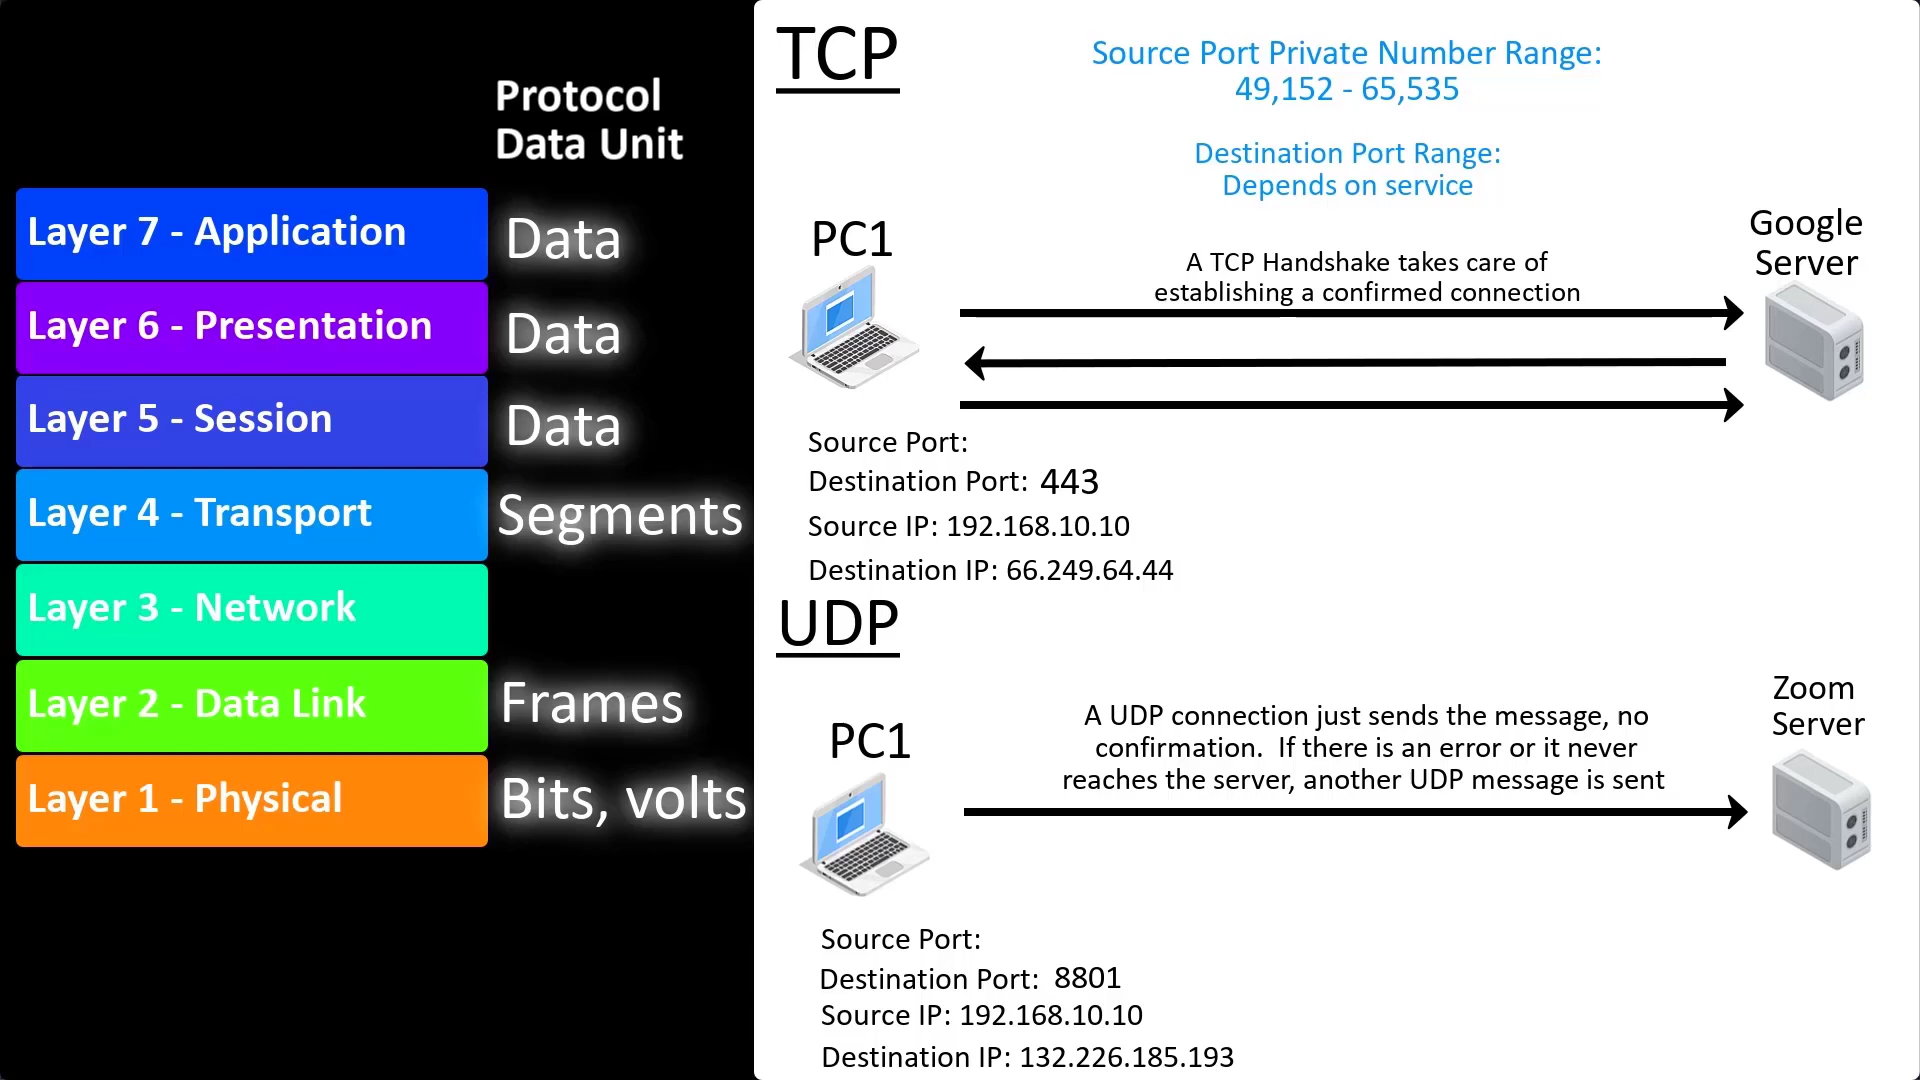 Protocol
Data Unit
Layer 7 - Application
Data
Layer 6 - Presentation
Data
Layer 5 - Session
Data
Layer 4 - Transport
Segments
Layer 3 - Network
Layer 2 - Data Link
Frames
Layer 1 - Physical
Bits, volts
TCP
Source Port Private Number Range:
49,152 - 65,535
Destination Port Range:
Depends on service
PC1
Google
Server
A TCP Handshake takes care of
establishing a confirmed connection
Source Port:
Destination Port: 443
Source IP: 192.168.10.10
Destination IP: 66.249.64.44
UDP
PC1
Zoom
Server
A UDP connection just sends the message, no
confirmation. If there is an error or it never
reaches the server, another UDP message is sent
Source Port:
Destination Port: 8801
Source IP: 192.168.10.10
Destination IP: 132.226.185.193